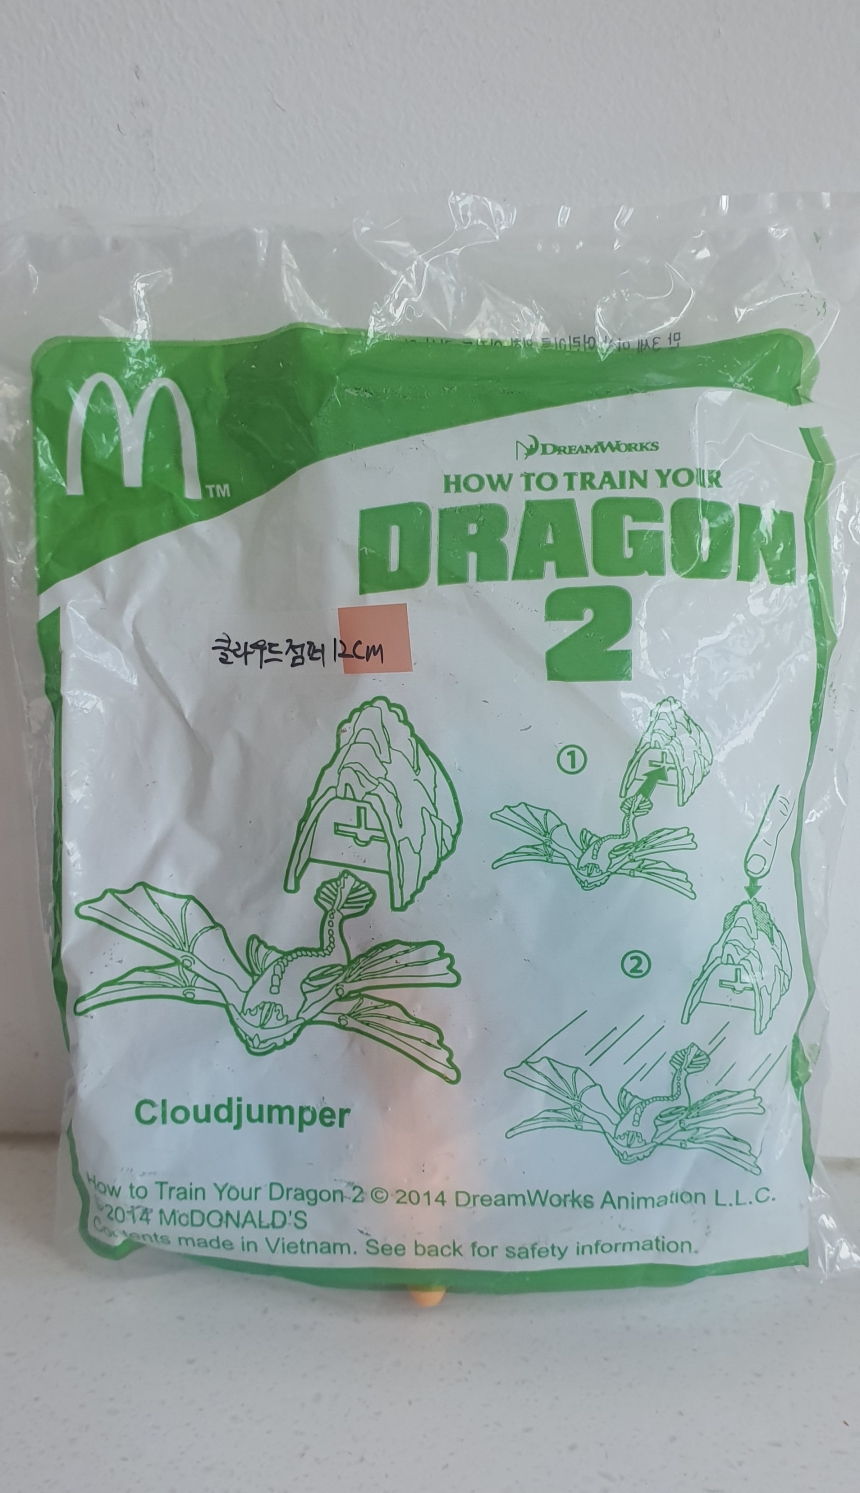 M TM
DREAMWORKS
HOW TO TRAIN YOUR
DRAGON
2
클라우드점퍼 12CM
①
②
Cloudjumper
How to Train Your Dragon 2 © 2014 DreamWorks Animation L.L.C.
© 2014 McDONALD'S
Contents made in Vietnam. See back for safety information.